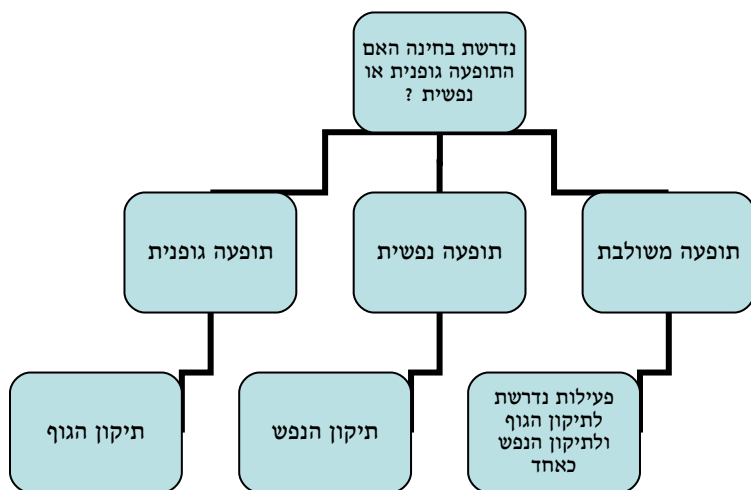 נדרשת בחינה האם
התופעה גופנית או
נפשית ?
תופעה משולבת
תופעה נפשית
תופעה גופנית
פעילות נדרשת
לתיקון הגוף
ולתיקון הנפש
כאחד
תיקון הנפש
תיקון הגוף